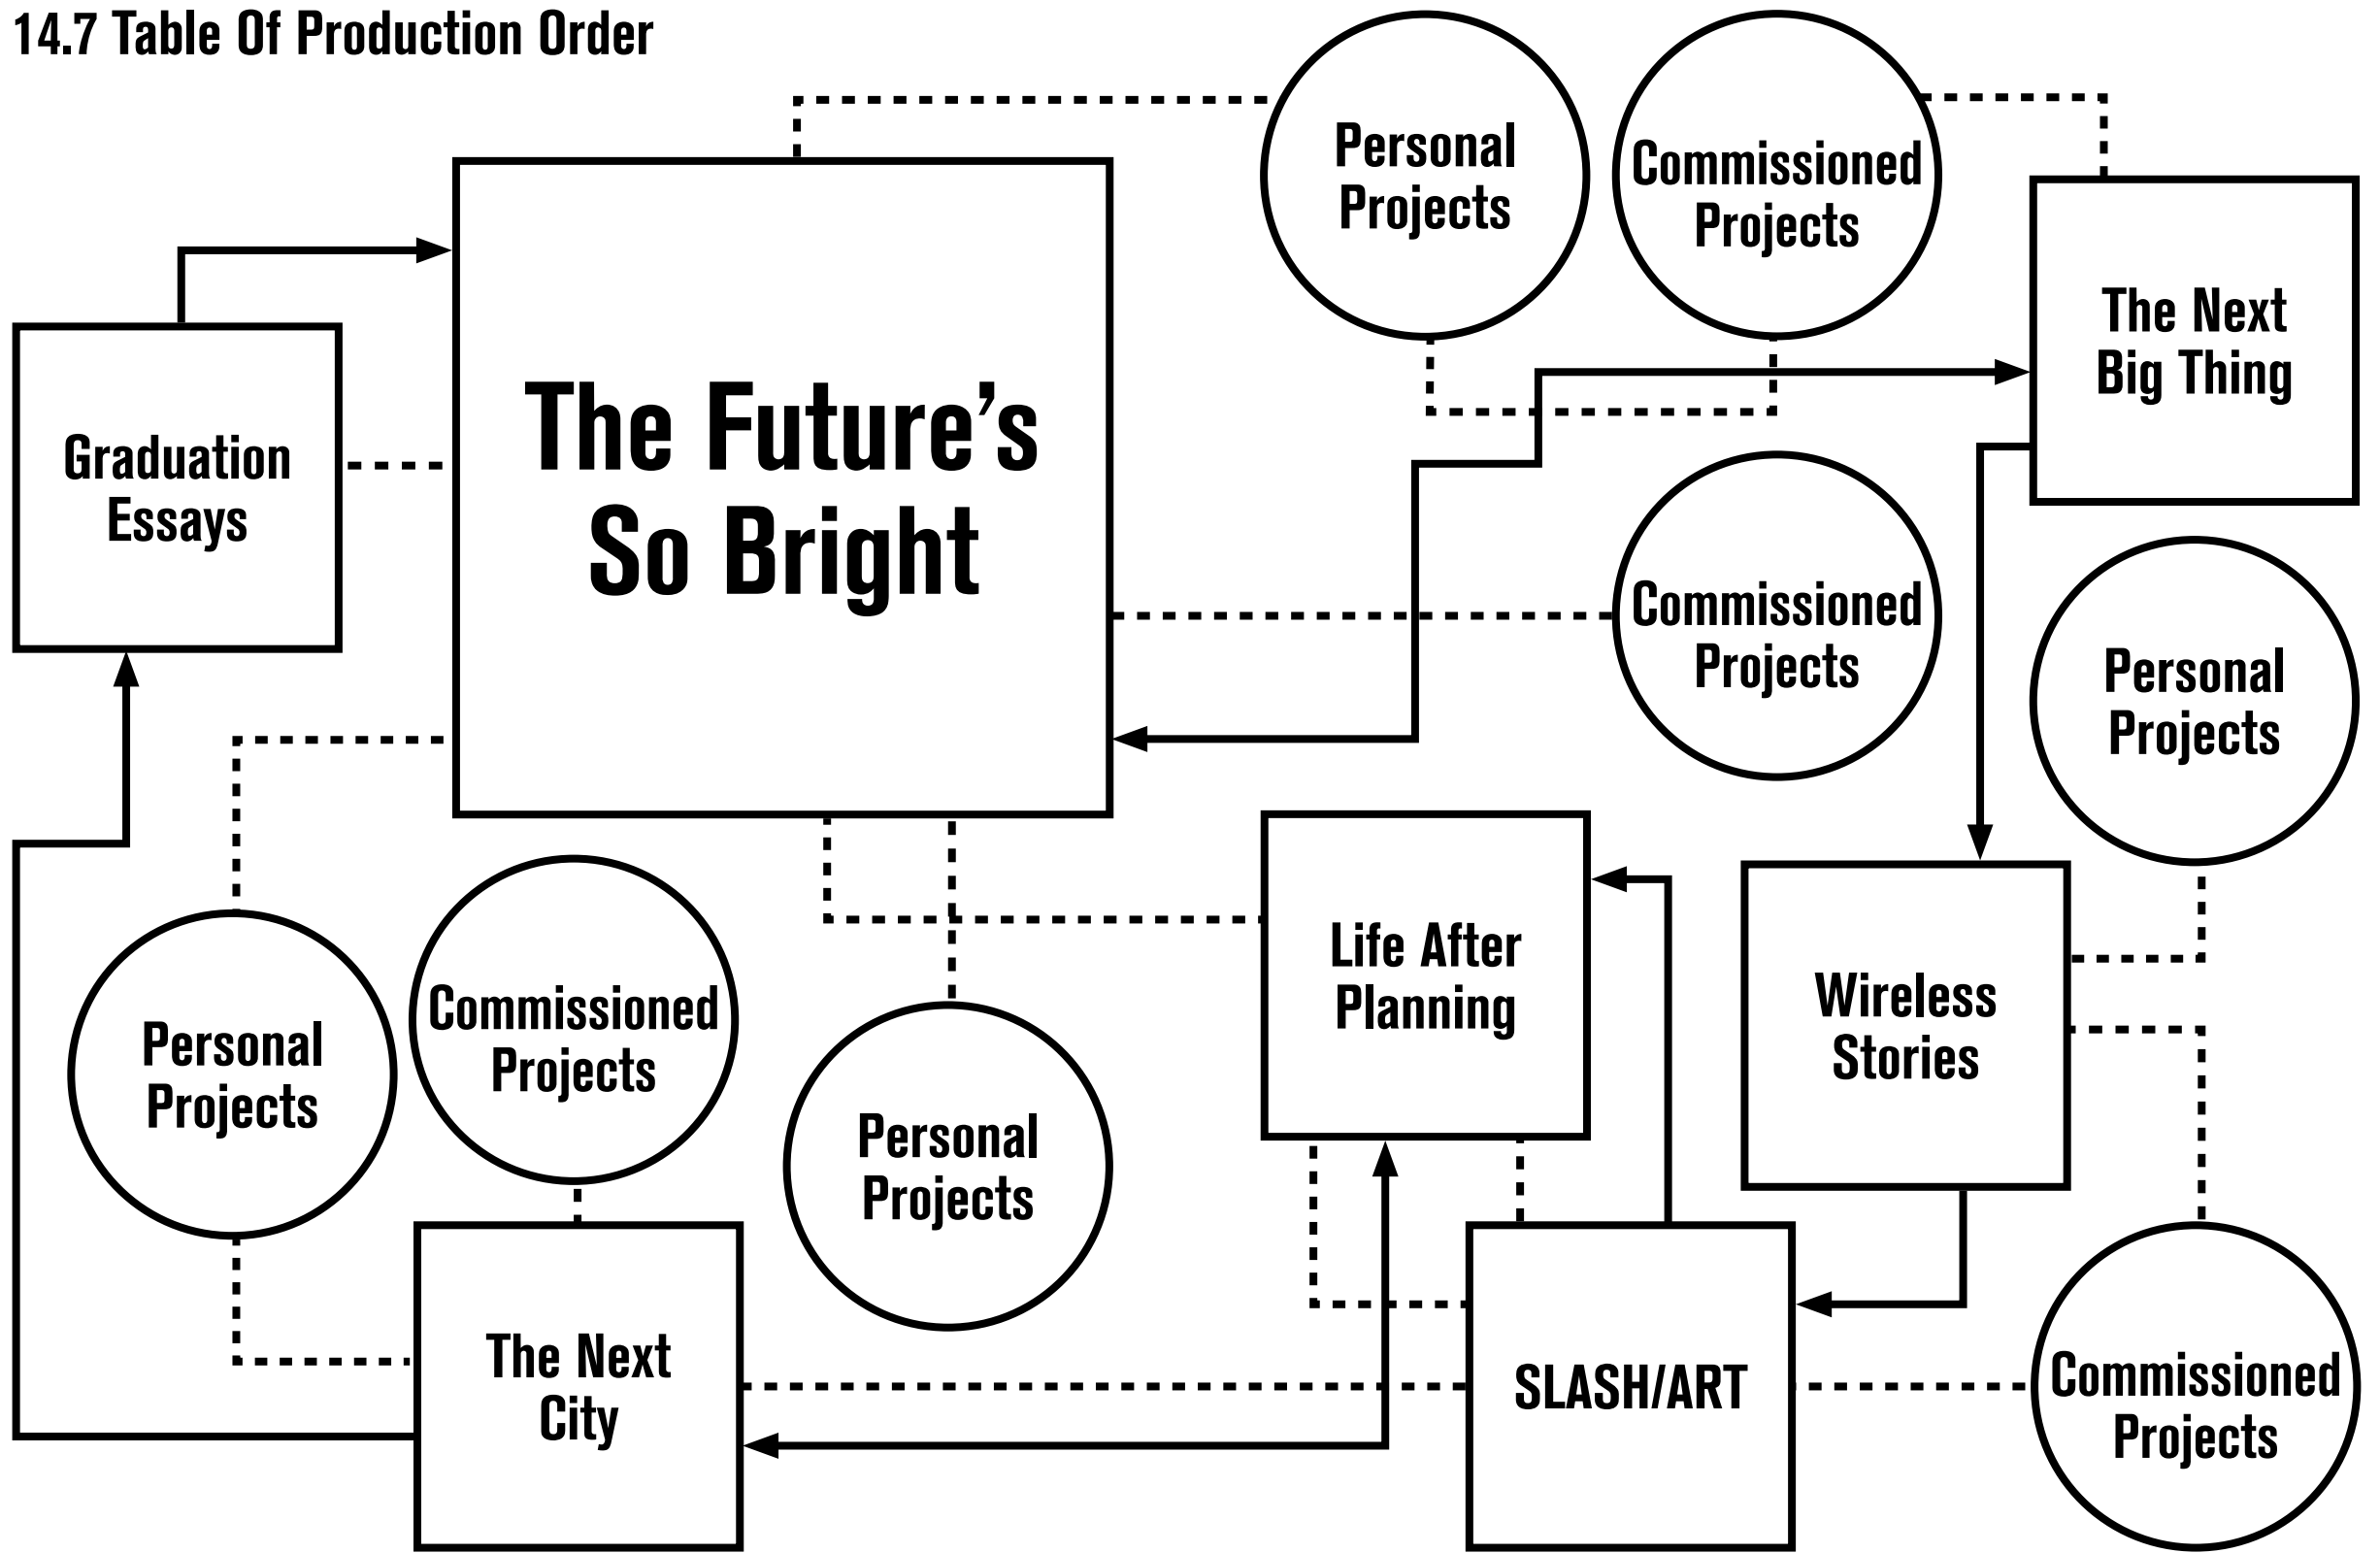 14.7 Table Of Production Order
Personal
Projects
Commissioned
Projects
The Next
Big Thing
The Future's
So Bright
Graduation
Essays
Commissioned
Projects
Personal
Projects
Life After
Planning
Wireless
Stories
Commissioned
Projects
Personal
Projects
Personal
Projects
The Next
City
SLASH/ART
Commissioned
Projects